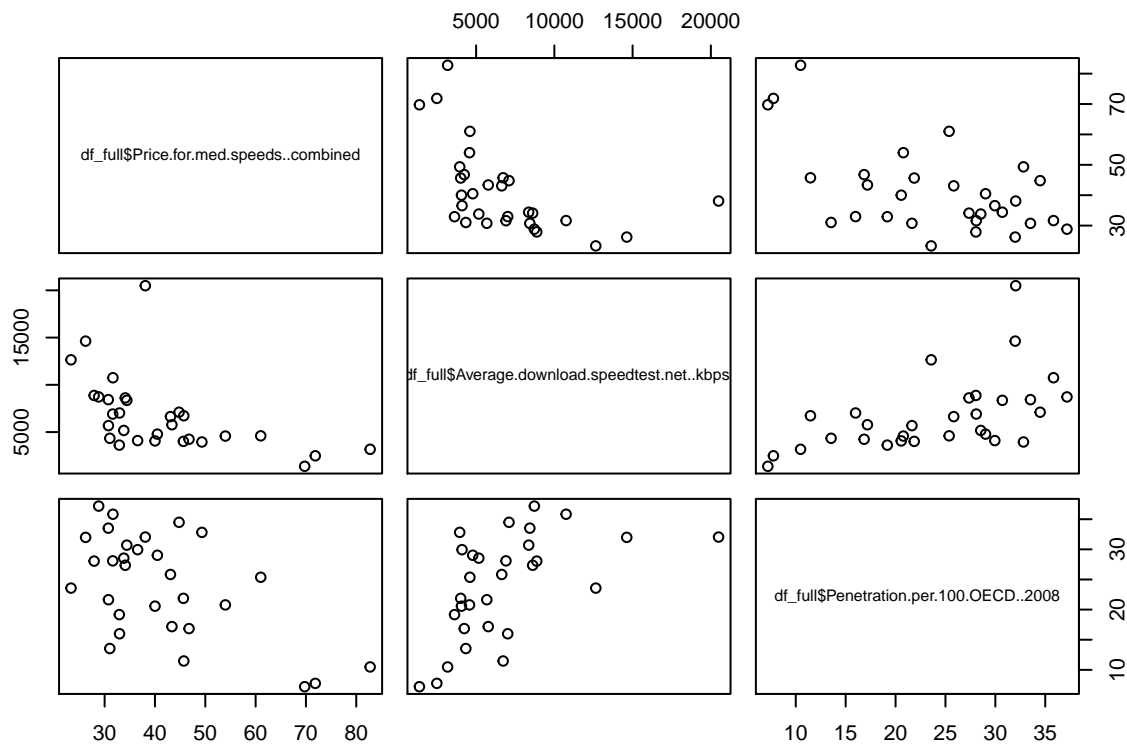 5000 10000 15000 20000
df_full$Price.for.med.speeds..combined
30 50 70
5000 15000
df_full$Average.download.speedtest.net..kbps
df_full$Penetration.per.100.OECD..2008
10 20 30
30 40 50 60 70 80
10 15 20 25 30 35